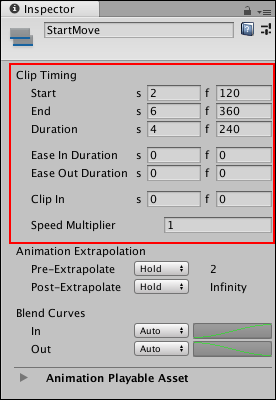 Inspector
StartMove
Clip Timing
Start s 2 f 120
End s 6 f 360
Duration s 4 f 240
Ease In Duration s 0 f 0
Ease Out Duration s 0 f 0
Clip In s 0 f 0
Speed Multiplier 1
Animation Extrapolation
Pre-Extrapolate Hold 2
Post-Extrapolate Hold Infinity
Blend Curves
In Auto
Out Auto
Animation Playable Asset